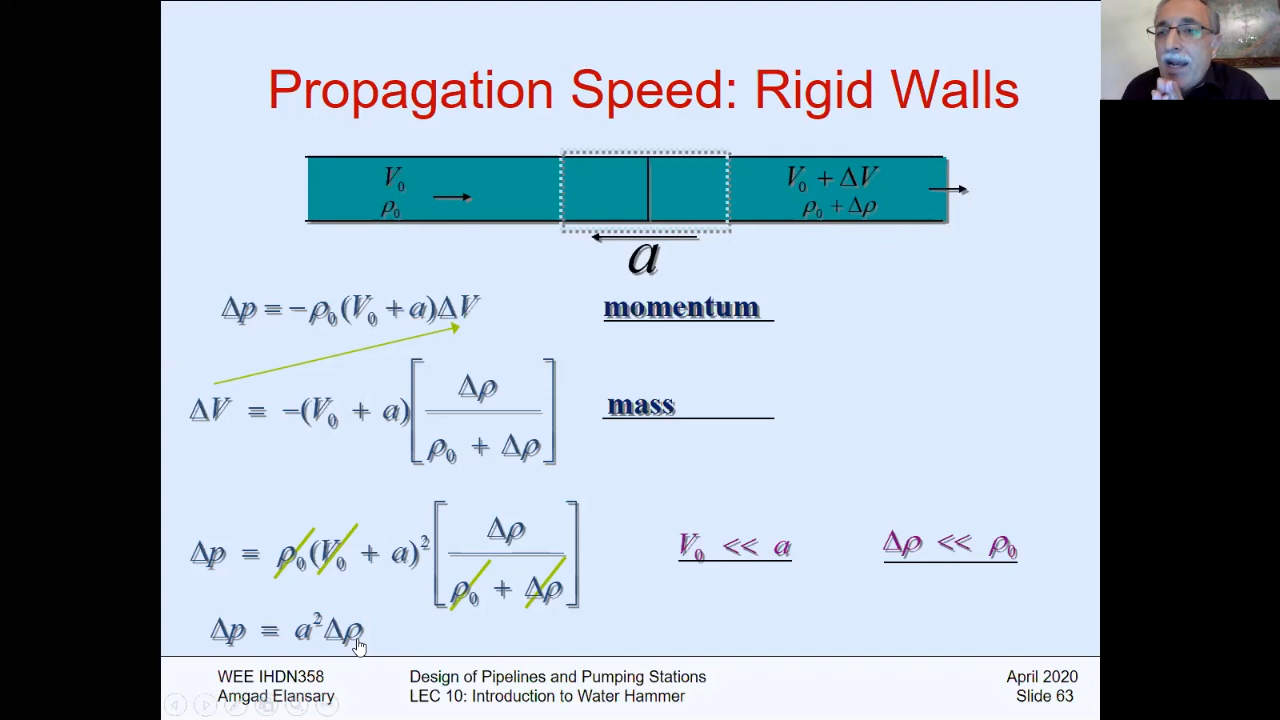 Propagation Speed: Rigid Walls
V₀
ρ₀
V₀ + ΔV
ρ₀ + Δρ
a
Δp = −ρ₀(V₀ + a)ΔV
momentum
ΔV = −(V₀ + a)[Δρ / (ρ₀ + Δρ)]
mass
Δp = ρ₀(V₀ + a)²[Δρ / (ρ₀ + Δρ)]
V₀ << a
Δρ << ρ₀
Δp = a²Δρ
WEE IHDN358
Amgad Elansary
Design of Pipelines and Pumping Stations
LEC 10: Introduction to Water Hammer
April 2020
Slide 63